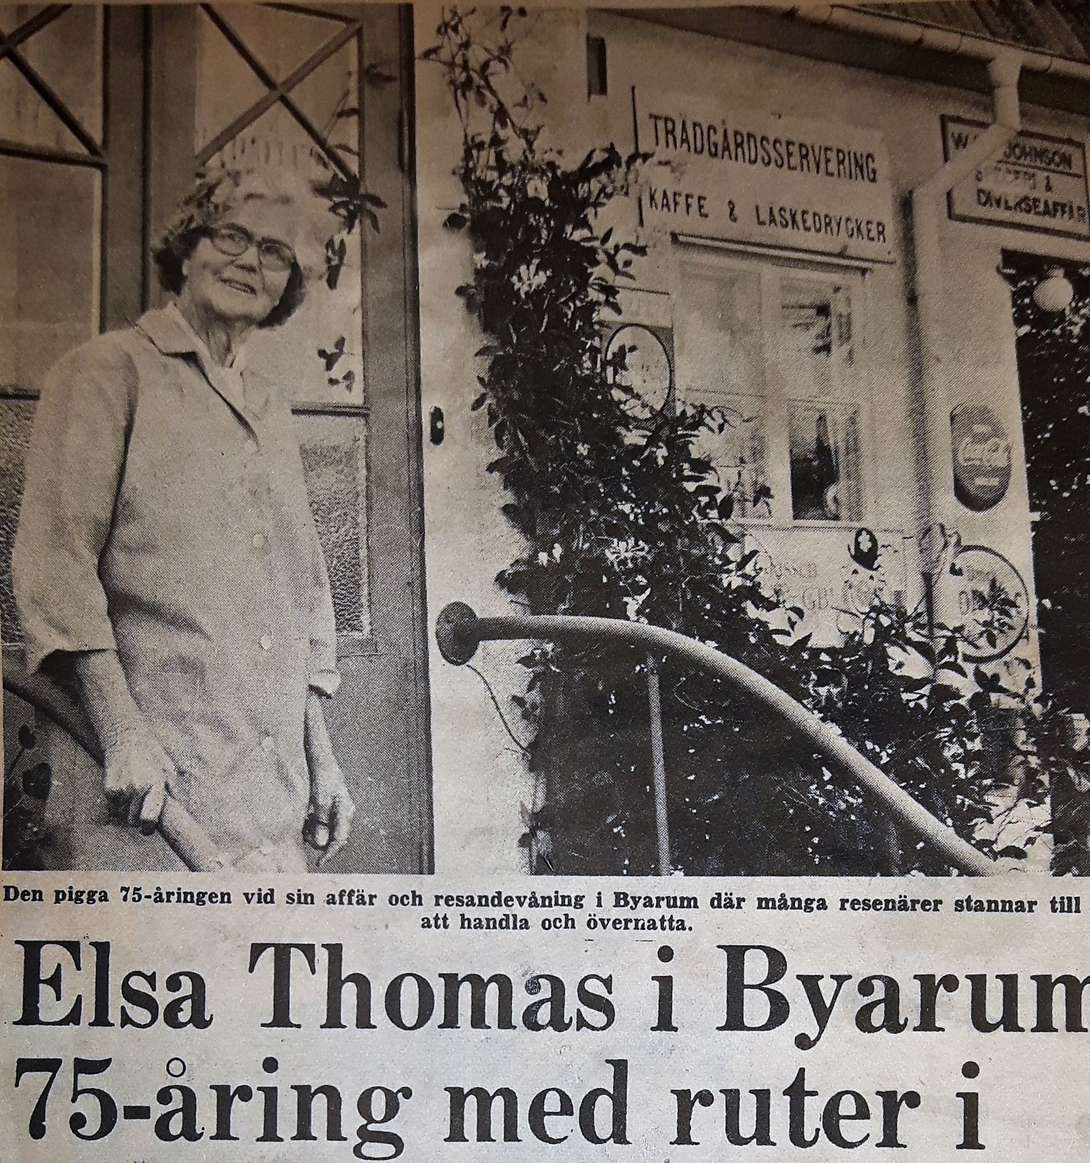 TRÄDGÅRDSSERVERING
KAFFE & LÄSKEDRYCKER
JOHNSON
DIVERSEAFFÄR
Coca-Cola
Den pigga 75-åringen vid sin affär och resandevåning i Byarum där många resenärer stannar till
att handla och övernatta.
Elsa Thomas i Byarum
75-åring med ruter i